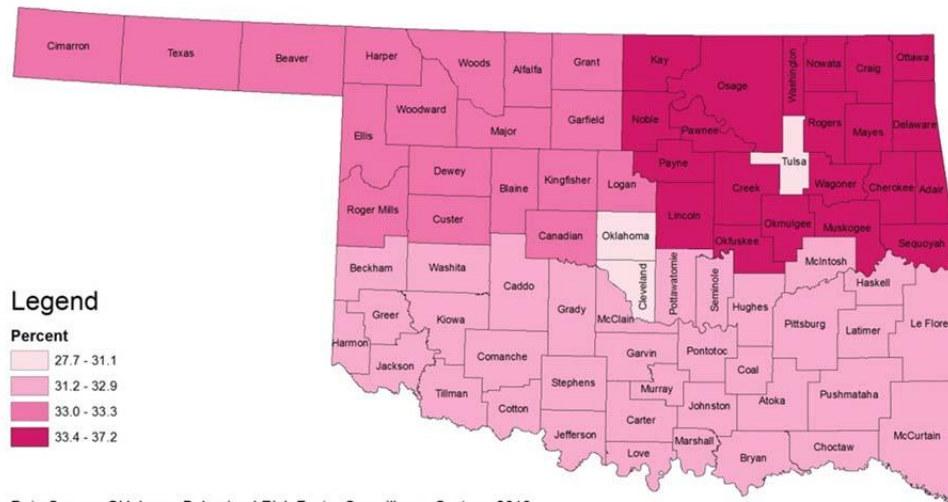 Cimarron
Texas
Beaver
Harper
Woods
Alfalfa
Grant
Kay
Osage
Washington
Nowata
Craig
Ottawa
Ellis
Woodward
Major
Garfield
Noble
Pawnee
Rogers
Mayes
Delaware
Tulsa
Roger Mills
Dewey
Custer
Blaine
Kingfisher
Logan
Payne
Creek
Wagoner
Cherokee
Adair
Canadian
Oklahoma
Lincoln
Okfuskee
Okmulgee
Muskogee
Sequoyah
Beckham
Washita
Caddo
Grady
Cleveland
Pottawatomie
Seminole
Hughes
McIntosh
Haskell
Greer
Kiowa
McClain
Pittsburg
Latimer
Le Flore
Harmon
Jackson
Comanche
Garvin
Pontotoc
Coal
Tillman
Cotton
Stephens
Murray
Johnston
Atoka
Pushmataha
Jefferson
Carter
Love
Marshall
Bryan
Choctaw
McCurtain
Legend
Percent
27.7 - 31.1
31.2 - 32.9
33.0 - 33.3
33.4 - 37.2